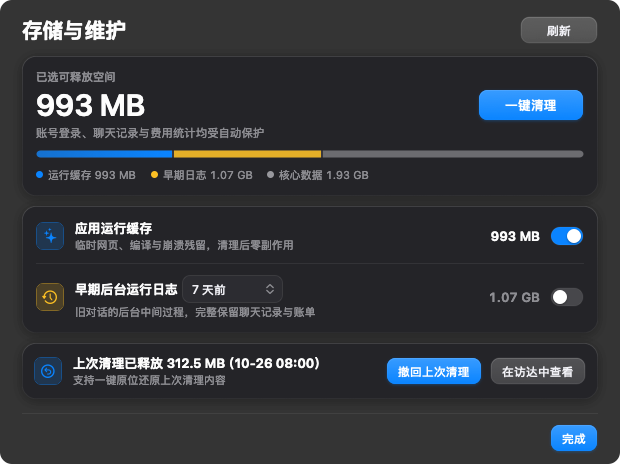 存储与维护
刷新
已选可释放空间
993 MB
一键清理
账号登录、聊天记录与费用统计均受自动保护
运行缓存 993 MB 早期日志 1.07 GB 核心数据 1.93 GB
应用运行缓存
临时网页、编译与崩溃残留，清理后零副作用
993 MB
早期后台运行日志 7 天前
旧对话的后台中间过程，完整保留聊天记录与账单
1.07 GB
上次清理已释放 312.5 MB (10-26 08:00)
支持一键原位还原上次清理内容
撤回上次清理
在访达中查看
完成